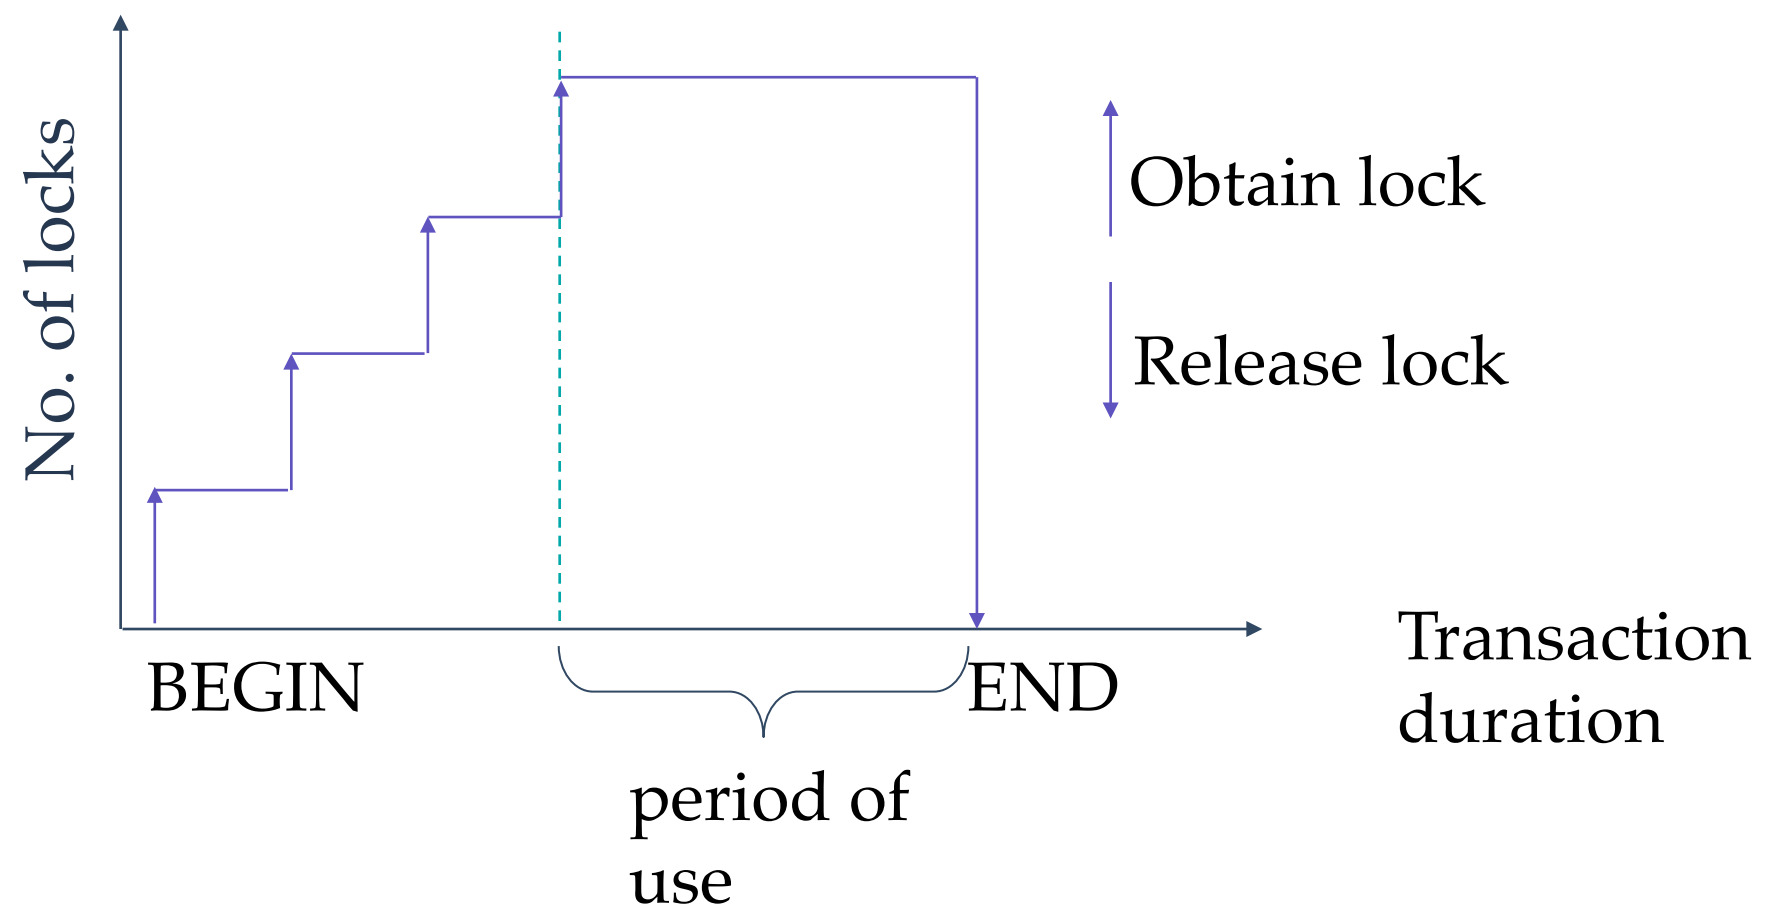 No. of locks
Obtain lock
Release lock
BEGIN
END
Transaction
duration
period of
use